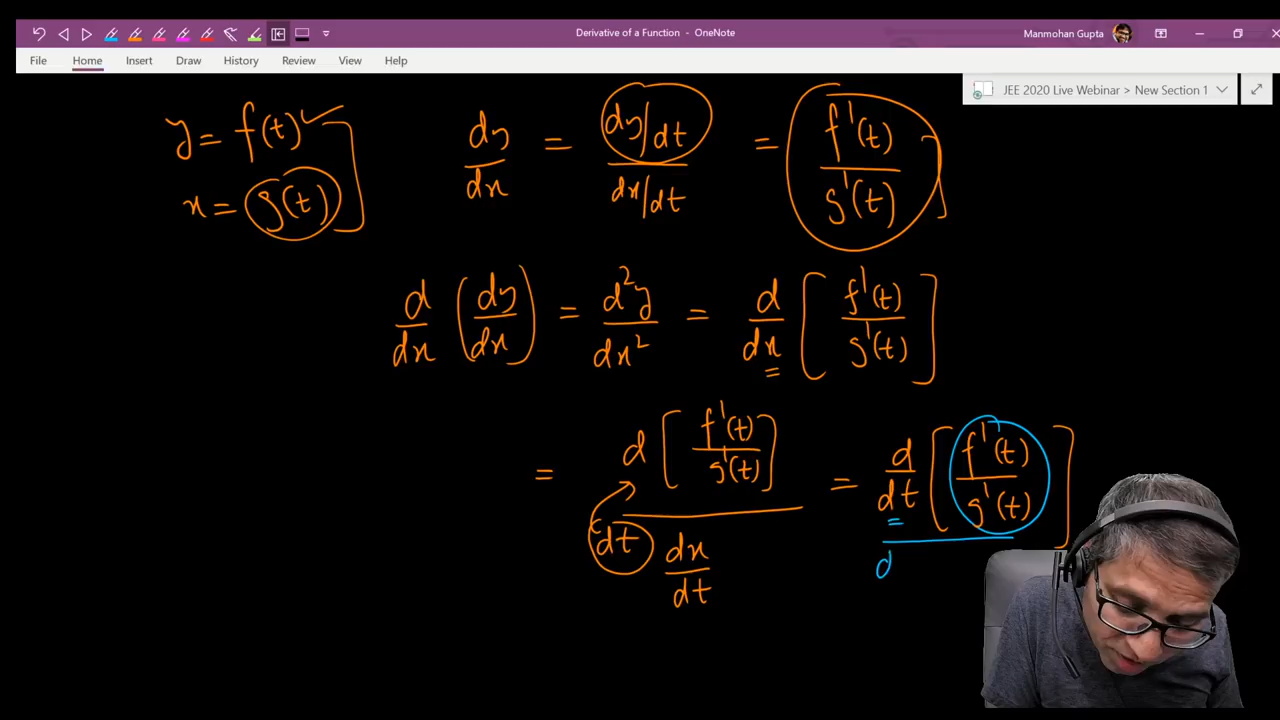 Derivative of a Function - OneNote
Manmohan Gupta
File Home Insert Draw History Review View Help
JEE 2020 Live Webinar > New Section 1
y = f(t)
x = g(t)
dy/dx = (dy/dt)/(dx/dt) = f'(t)/g'(t)
d/dx (dy/dx) = d²y/dx² = d/dx [f'(t)/g'(t)]
= d [f'(t)/g'(t)] / dt dx/dt = d/dt [f'(t)/g'(t)] / d